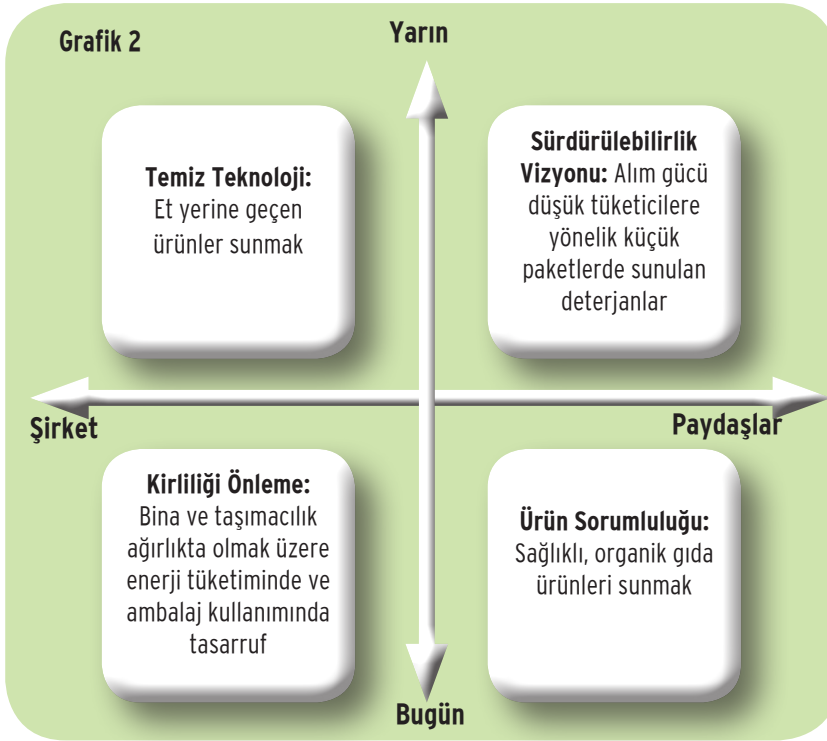 Grafik 2
Yarın
Temiz Teknoloji:
Et yerine geçen
ürünler sunmak
Sürdürülebilirlik
Vizyonu: Alım gücü
düşük tüketicilere
yönelik küçük
paketlerde sunulan
deterjanlar
Şirket
Paydaşlar
Kirliliği Önleme:
Bina ve taşımacılık
ağırlıkta olmak üzere
enerji tüketiminde ve
ambalaj kullanımında
tasarruf
Ürün Sorumluluğu:
Sağlıklı, organik gıda
ürünleri sunmak
Bugün